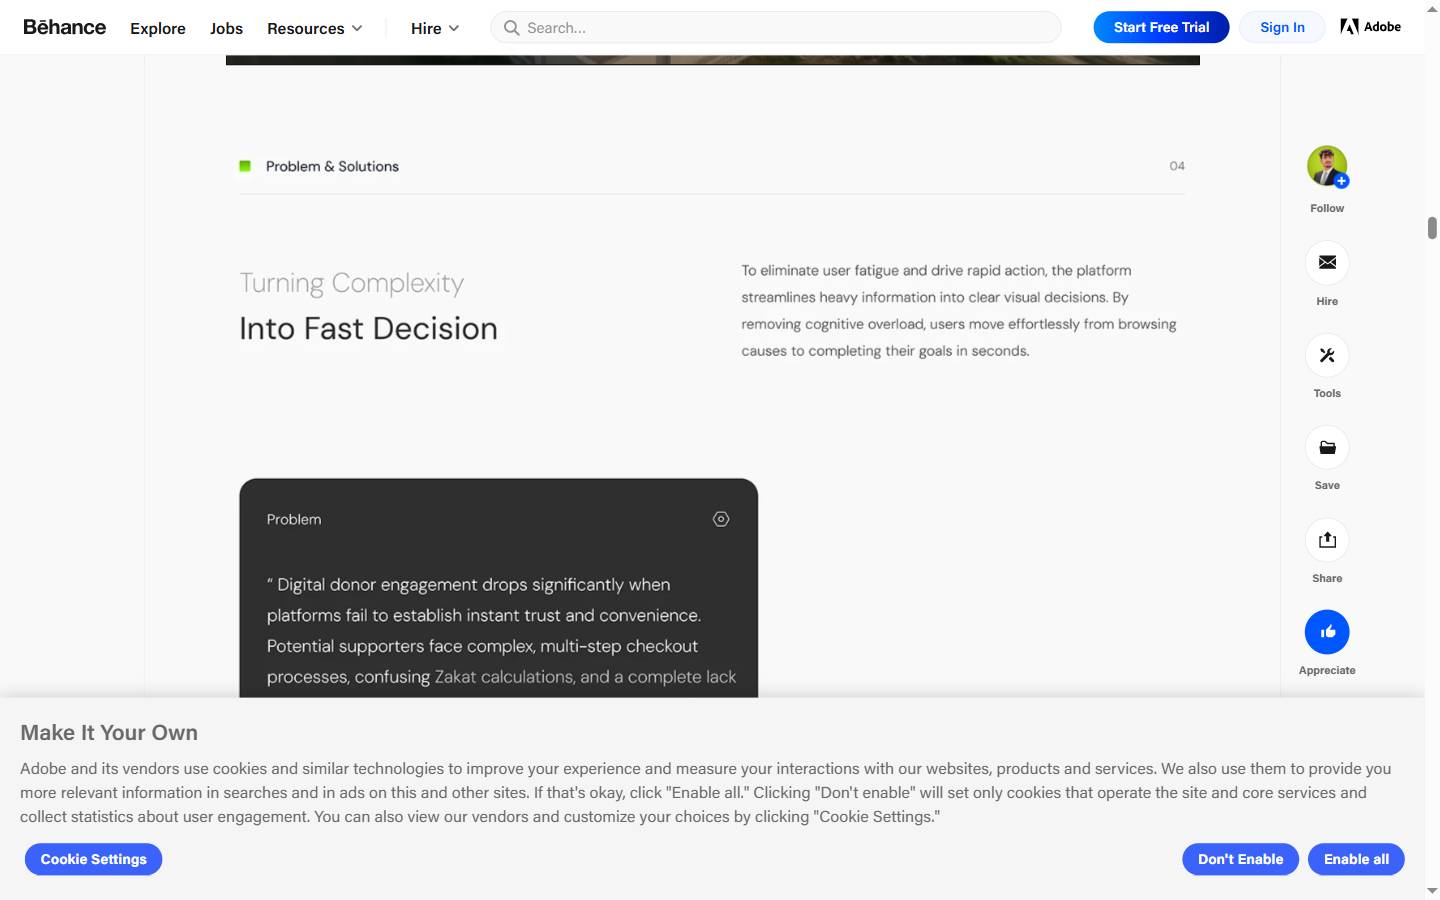 Bēhance
Explore
Jobs
Resources
Hire
Search...
Start Free Trial
Sign In
Adobe
Problem & Solutions
04
Turning Complexity
Into Fast Decision
To eliminate user fatigue and drive rapid action, the platform
streamlines heavy information into clear visual decisions. By
removing cognitive overload, users move effortlessly from browsing
causes to completing their goals in seconds.
Follow
Hire
Tools
Save
Share
Appreciate
Problem
“ Digital donor engagement drops significantly when
platforms fail to establish instant trust and convenience.
Potential supporters face complex, multi-step checkout
processes, confusing Zakat calculations, and a complete lack
Make It Your Own
Adobe and its vendors use cookies and similar technologies to improve your experience and measure your interactions with our websites, products and services. We also use them to provide you
more relevant information in searches and in ads on this and other sites. If that's okay, click "Enable all." Clicking "Don't enable" will set only cookies that operate the site and core services and
collect statistics about user engagement. You can also view our vendors and customize your choices by clicking "Cookie Settings."
Cookie Settings
Don't Enable
Enable all